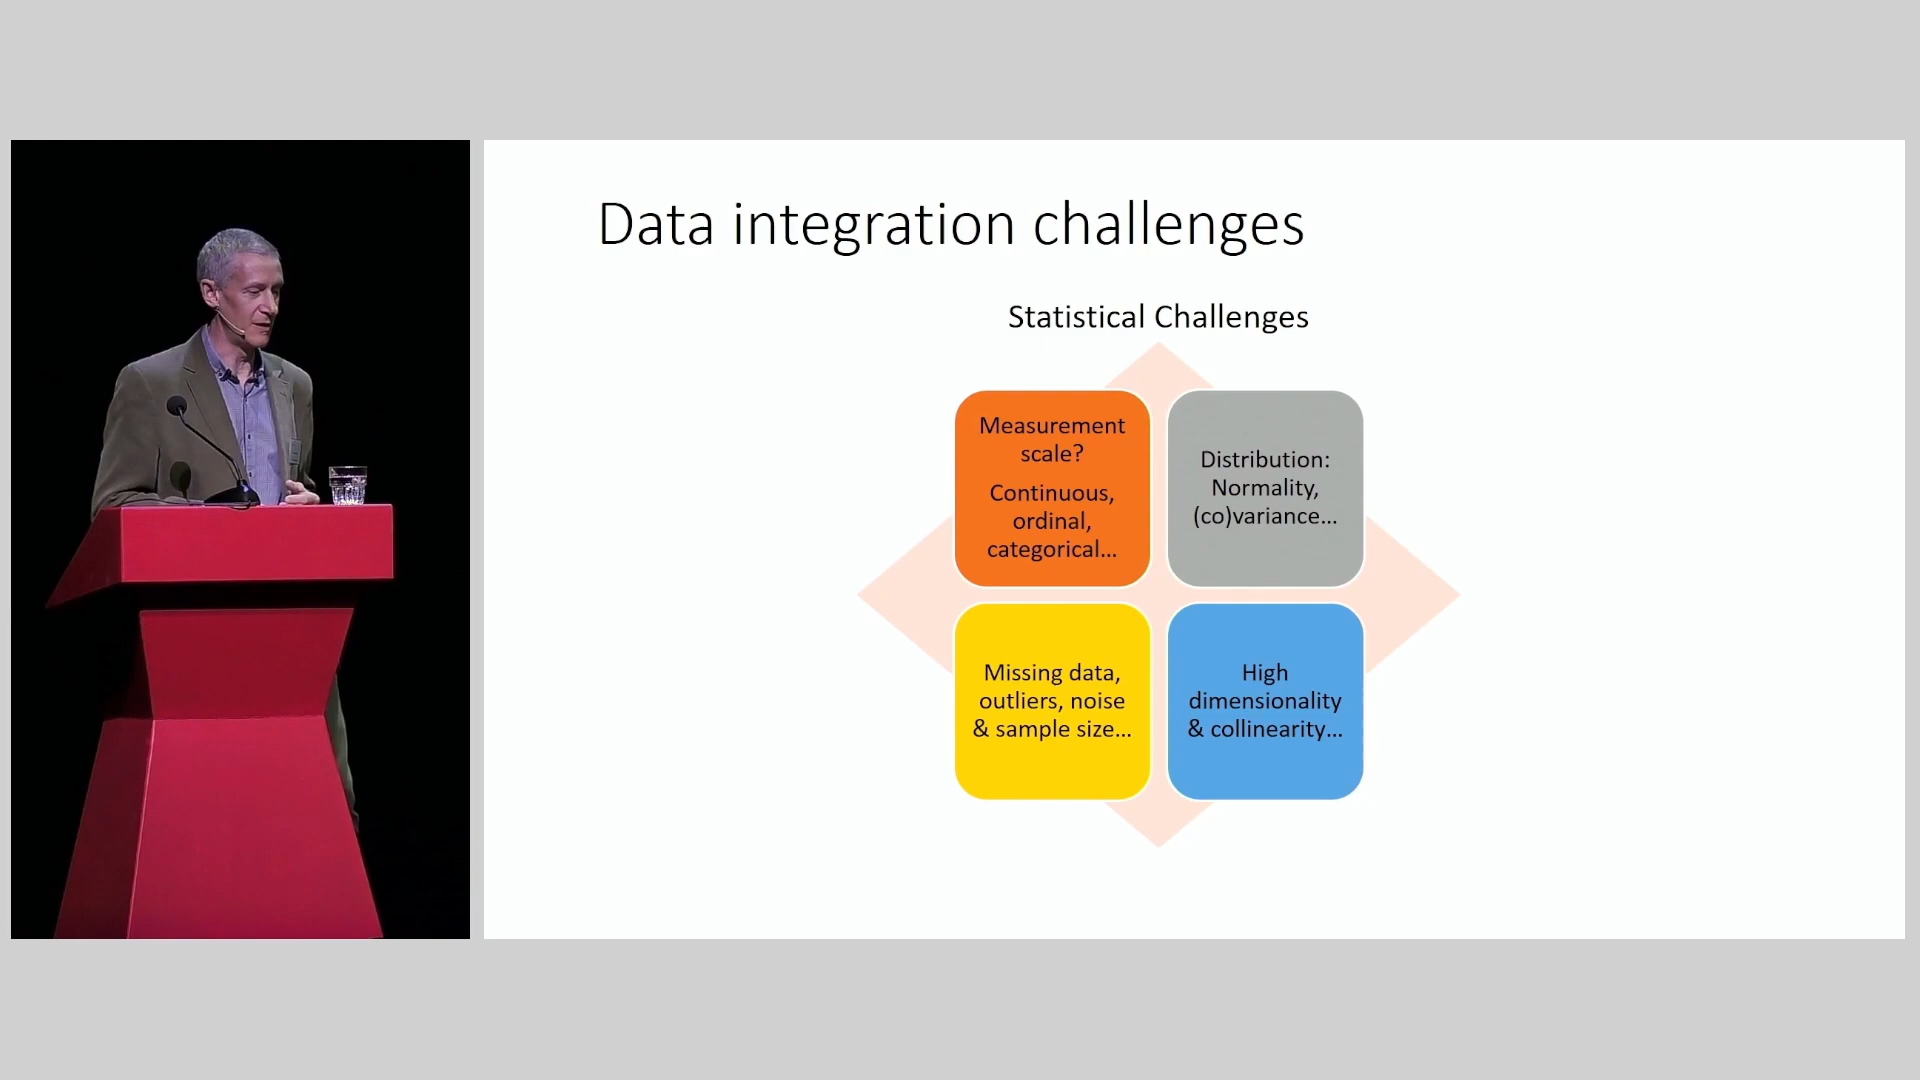 Data integration challenges
Statistical Challenges
Measurement
scale?
Continuous,
ordinal,
categorical...
Distribution:
Normality,
(co)variance...
Missing data,
outliers, noise
& sample size...
High
dimensionality
& collinearity...